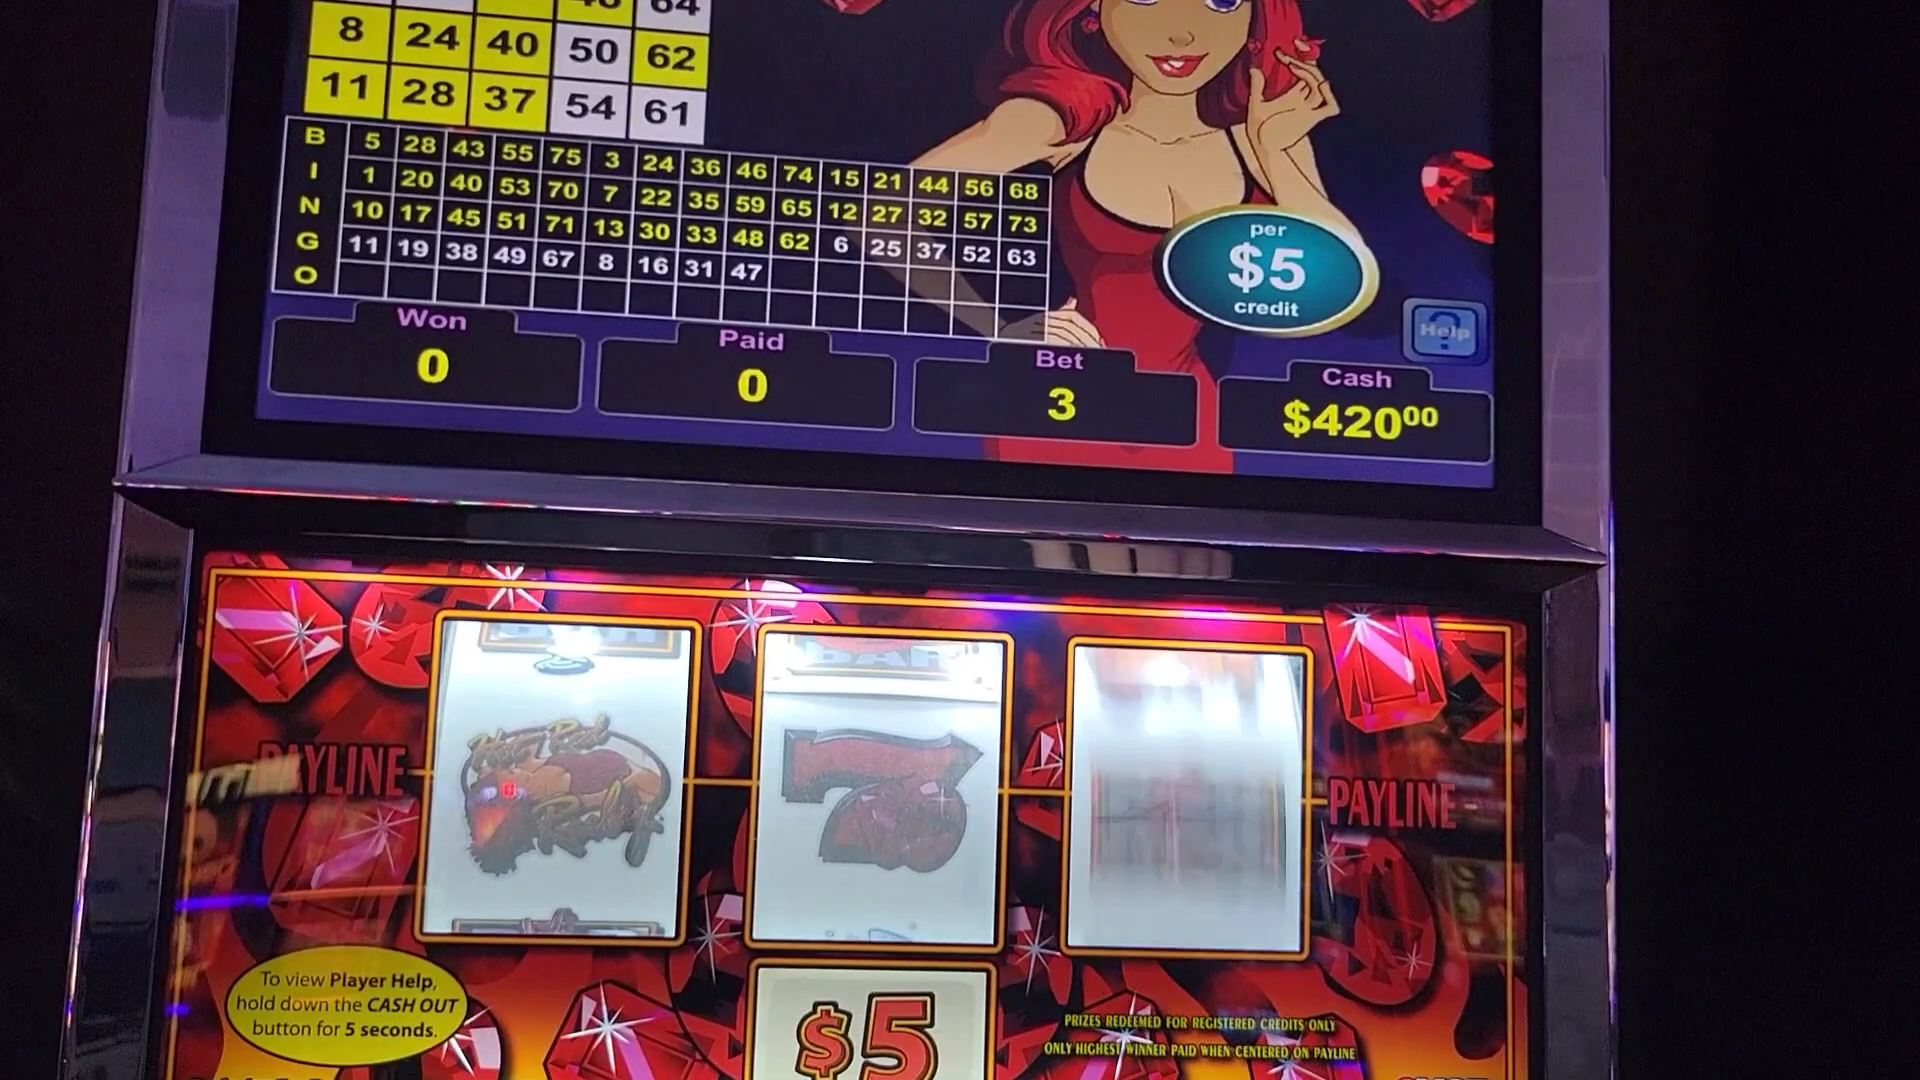 64
8 24 40 50 62
11 28 37 54 61
B 5 28 43 55 75 3 24 36 46 74 15 21 44 56 68
I 1 20 40 53 70 7 22 35 59 65 12 27 32 57 73
N 10 17 45 51 71 13 30 33 48 62 6 25 37 52 63
G 11 19 38 49 67 8 16 31 47
O
per
$5
credit
Help
Won
0
Paid
0
Bet
3
Cash
$420⁰⁰
BAR
Hot Red
Ruby
PAYLINE
PAYLINE
To view Player Help,
hold down the CASH OUT
button for 5 seconds.
$5
PRIZES REDEEMED FOR REGISTERED CREDITS ONLY
ONLY HIGHEST WINNER PAID WHEN CENTERED ON PAYLINE